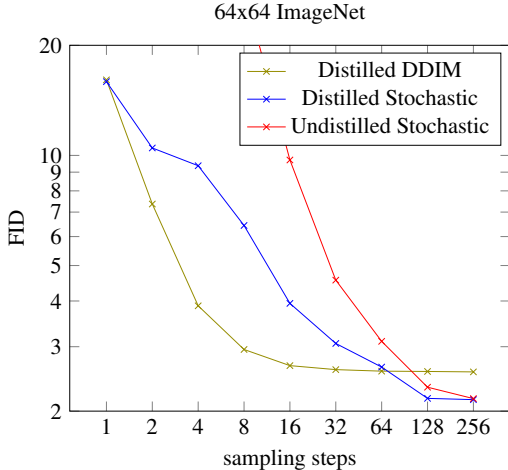 64x64 ImageNet
20
10
9
8
7
6
5
4
3
2
FID
Distilled DDIM
Distilled Stochastic
Undistilled Stochastic
1 2 4 8 16 32 64 128 256
sampling steps